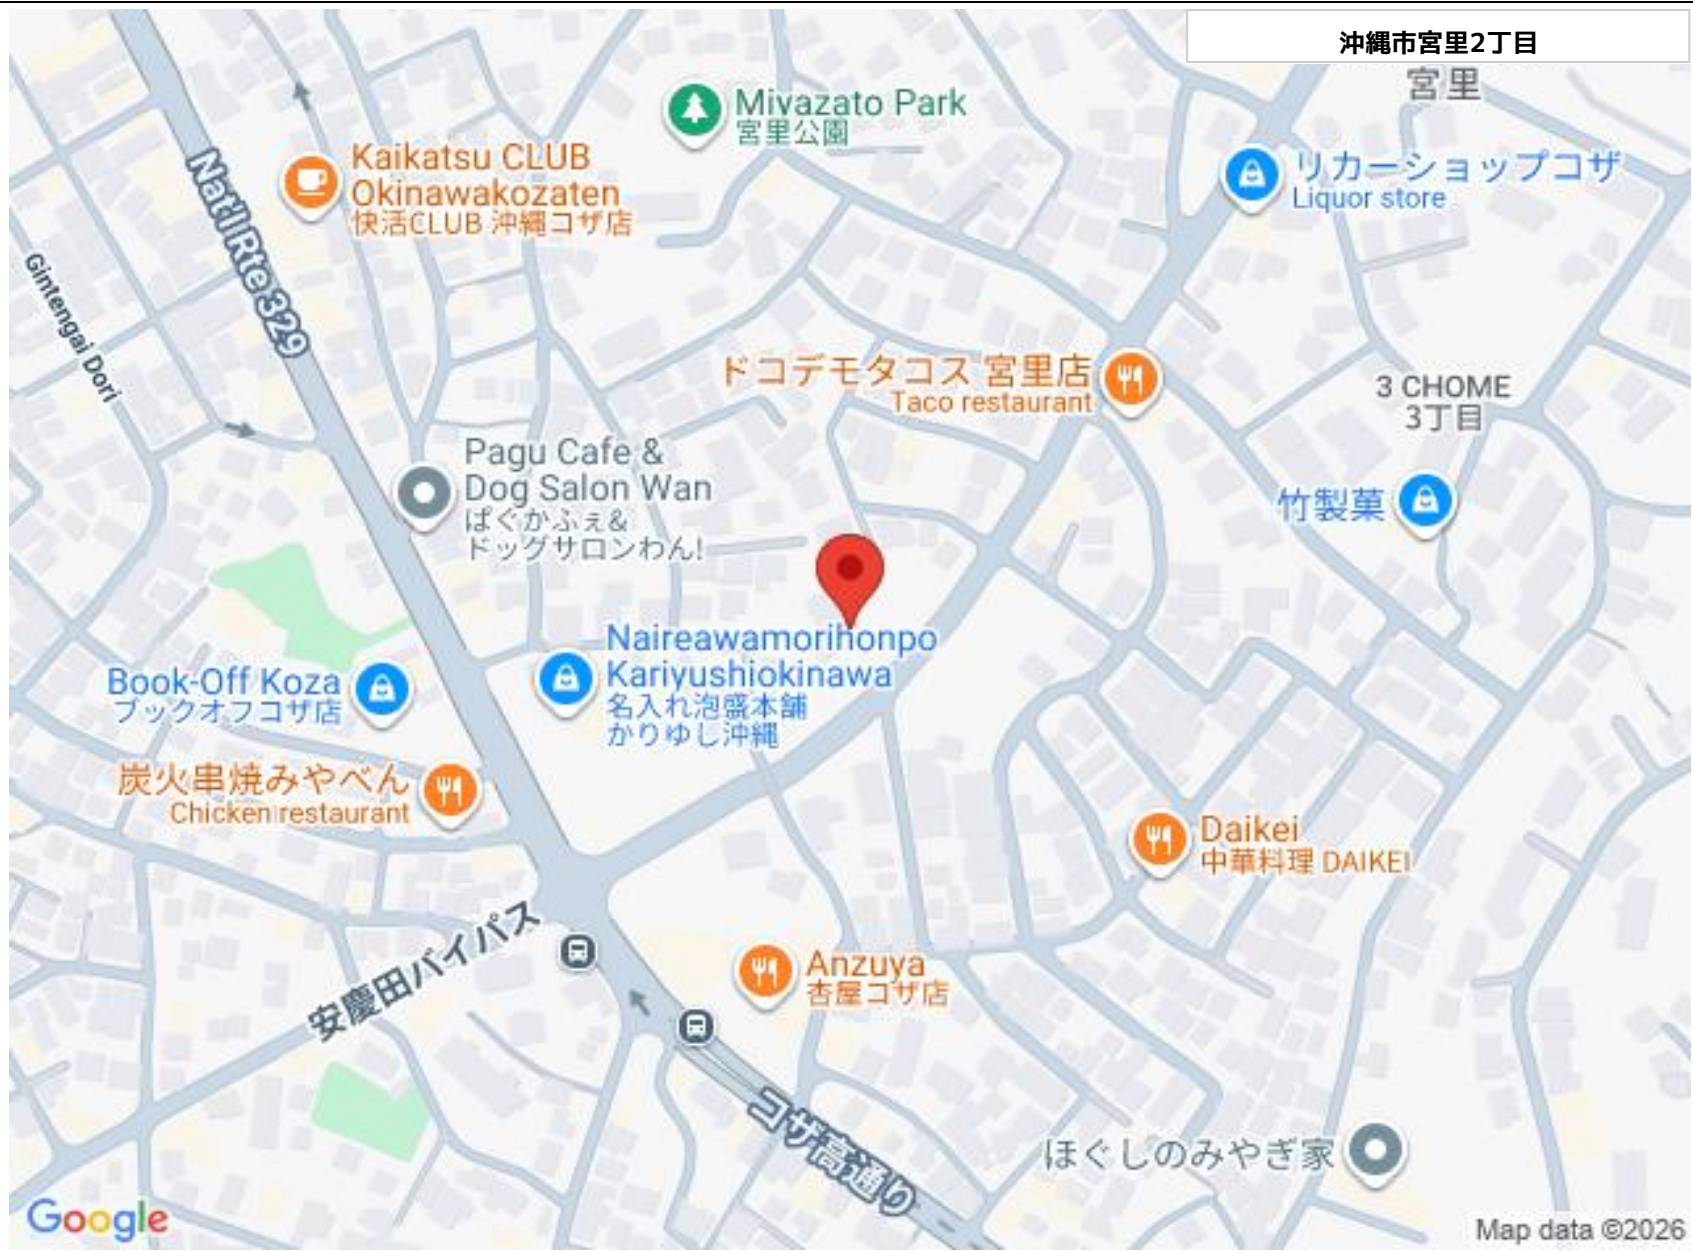 沖縄市宮里2丁目
宮里
Mivazato Park
宮里公園
Kaikatsu CLUB
Okinawakozaten
快活CLUB 沖縄コザ店
リカーショップコザ
Liquor store
Nat'l Rte 329
Gintengai Dori
ドコデモタコス 宮里店
Taco restaurant
3 CHOME
3丁目
Pagu Cafe &
Dog Salon Wan
ぱぐかふぇ&
ドッグサロンわん!
竹製菓
Naireawamorihonpo
Kariyushiokinawa
名入れ泡盛本舗
かりゆし沖縄
Book-Off Koza
ブックオフコザ店
炭火串焼みやべん
Chicken restaurant
Daikei
中華料理 DAIKEI
安慶田バイパス
Anzuya
杏屋コザ店
コザ高通り
ほぐしのみやぎ家
Google
Map data ©2026